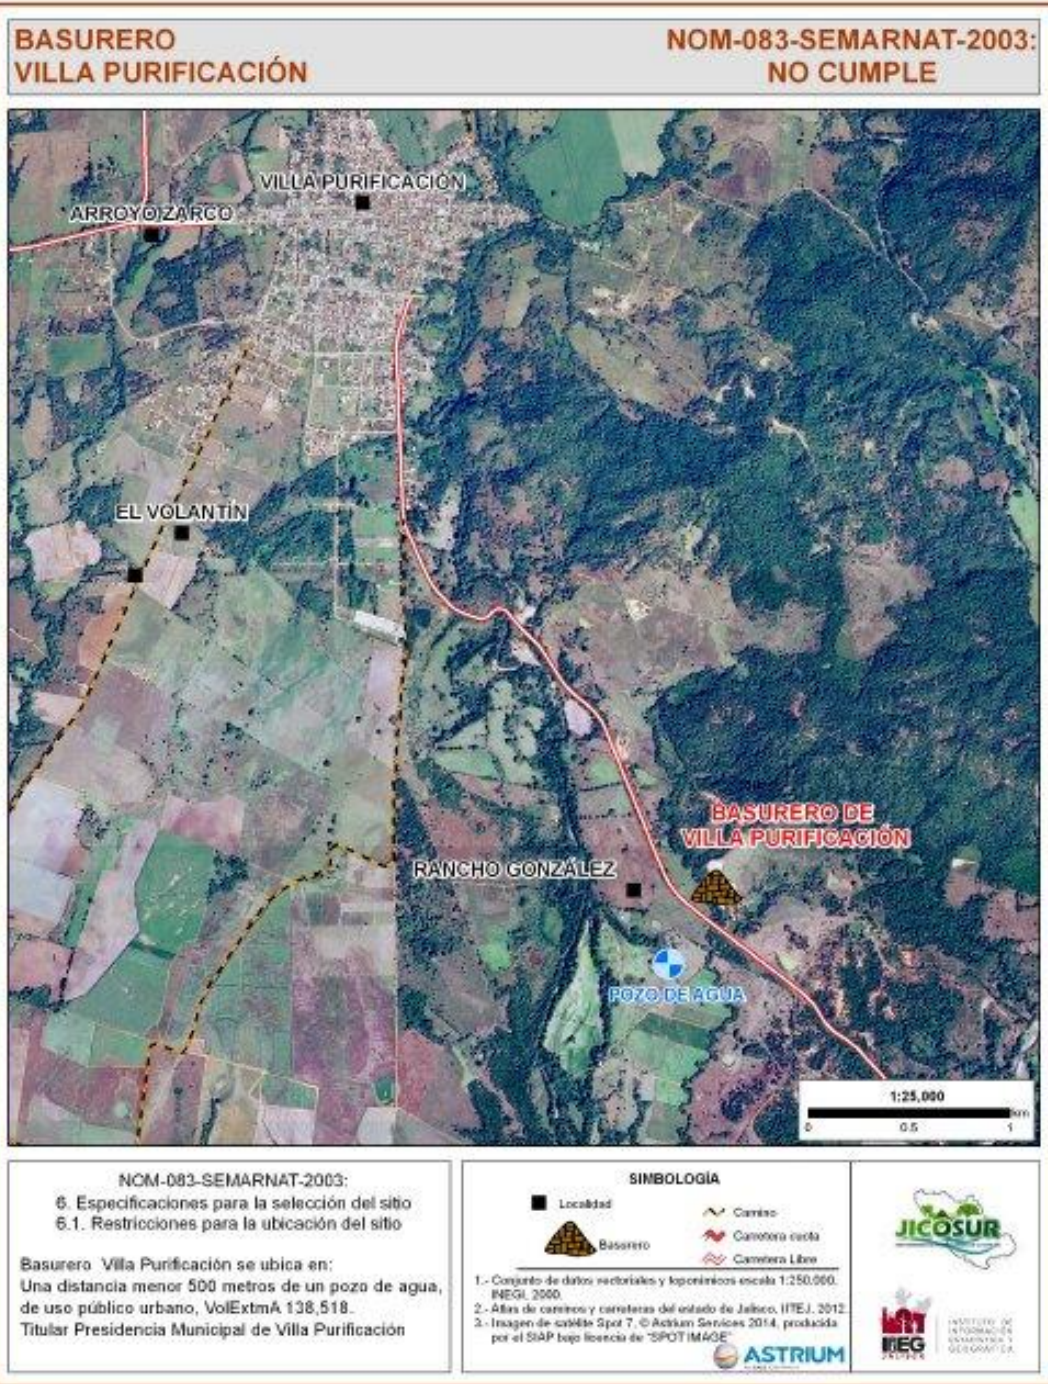 BASURERO
VILLA PURIFICACIÓN
NOM-083-SEMARNAT-2003:
NO CUMPLE
VILLA PURIFICACIÓN
ARROYO ZARCO
EL VOLANTÍN
BASURERO DE
VILLA PURIFICACIÓN
RANCHO GONZÁLEZ
POZO DE AGUA
1:25,000
km
0 0.5 1
NOM-083-SEMARNAT-2003:
6. Especificaciones para la selección del sitio
6.1. Restricciones para la ubicación del sitio
Basurero Villa Purificación se ubica en:
Una distancia menor 500 metros de un pozo de agua,
de uso público urbano, VolExtmA 138,518.
Titular Presidencia Municipal de Villa Purificación
SIMBOLOGÍA
Localidad
Basurero
Camino
Carretera cuota
Carretera Libre
1.- Conjunto de datos vectoriales y toponímicos escala 1:250,000.
INEGI, 2000.
2.- Atlas de caminos y carreteras del estado de Jalisco, IITEJ, 2012.
3.- Imagen de satélite Spot 7, © Astrium Services 2014, producida
por el SIAP bajo licencia de "SPOT IMAGE"
ASTRIUM
JICOSUR
IIEG
JALISCO
INSTITUTO DE
INFORMACIÓN
ESTADÍSTICA Y
GEOGRÁFICA